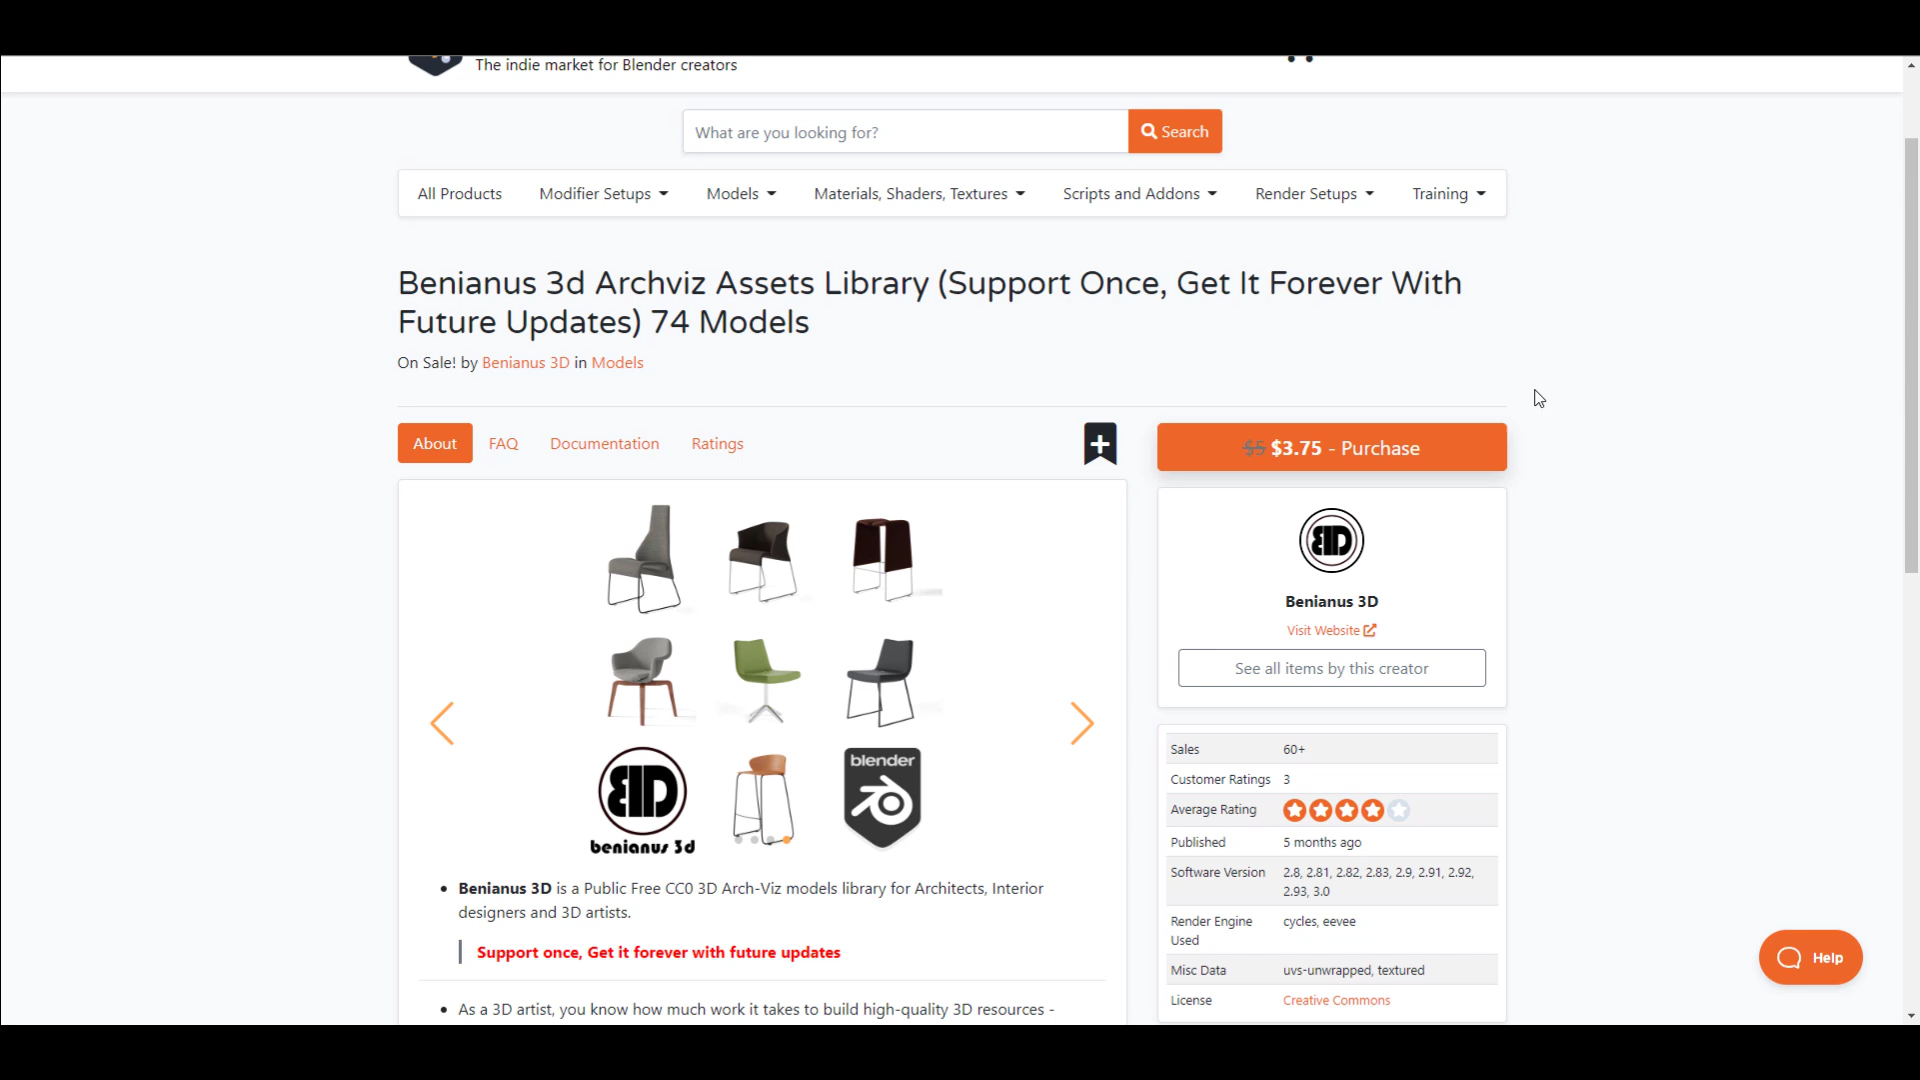 The indie market for Blender creators
What are you looking for?
Search
All Products
Modifier Setups
Models
Materials, Shaders, Textures
Scripts and Addons
Render Setups
Training
Benianus 3d Archviz Assets Library (Support Once, Get It Forever With
Future Updates) 74 Models
On Sale! by Benianus 3D in Models
About
FAQ
Documentation
Ratings
$5 $3.75 - Purchase
Benianus 3D
Visit Website
See all items by this creator
blender
benianus 3d
Sales 60+
Customer Ratings 3
Average Rating
Published 5 months ago
Software Version 2.8, 2.81, 2.82, 2.83, 2.9, 2.91, 2.92,
2.93, 3.0
Render Engine cycles, eevee
Used
Misc Data uvs-unwrapped, textured
License Creative Commons
Benianus 3D is a Public Free CC0 3D Arch-Viz models library for Architects, Interior
designers and 3D artists.
Support once, Get it forever with future updates
As a 3D artist, you know how much work it takes to build high-quality 3D resources -
Help